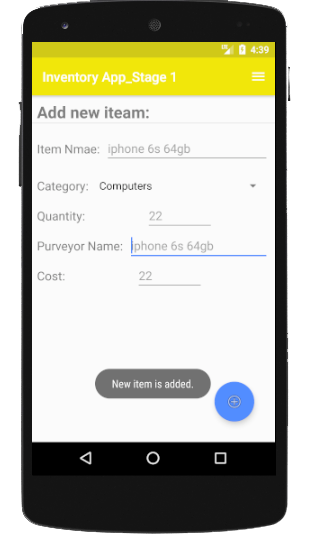 4:39
Inventory App_Stage 1
Add new iteam:
Item Nmae: iphone 6s 64gb
Category: Computers
Quantity: 22
Purveyor Name: iphone 6s 64gb
Cost: 22
New item is added.